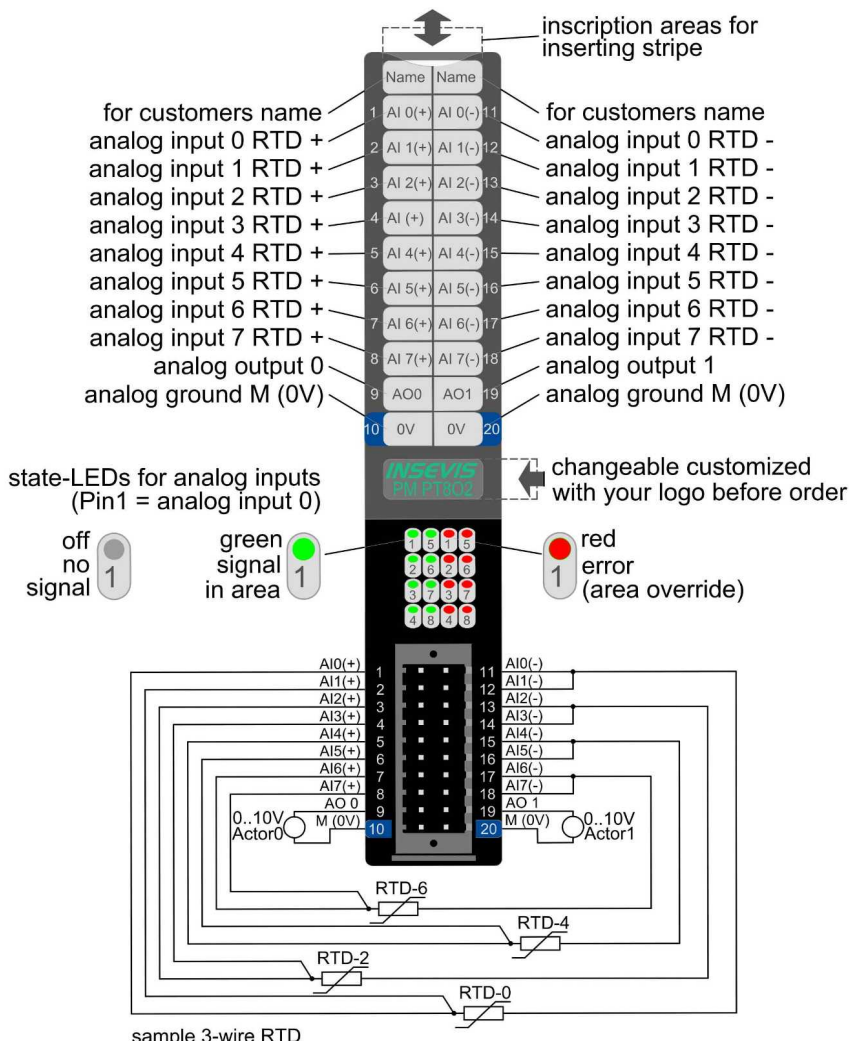 inscription areas for
inserting stripe
Name Name
for customers name
for customers name
1 AI 0(+) AI 0(-) 11
analog input 0 RTD +
analog input 0 RTD -
2 AI 1(+) AI 1(-) 12
analog input 1 RTD +
analog input 1 RTD -
3 AI 2(+) AI 2(-) 13
analog input 2 RTD +
analog input 2 RTD -
4 AI (+) AI 3(-) 14
analog input 3 RTD +
analog input 3 RTD -
5 AI 4(+) AI 4(-) 15
analog input 4 RTD +
analog input 4 RTD -
6 AI 5(+) AI 5(-) 16
analog input 5 RTD +
analog input 5 RTD -
7 AI 6(+) AI 6(-) 17
analog input 6 RTD +
analog input 6 RTD -
8 AI 7(+) AI 7(-) 18
analog input 7 RTD +
analog input 7 RTD -
analog output 0
analog output 1
9 AO0 AO1 19
analog ground M (0V)
analog ground M (0V)
10 0V 0V 20
INSEVIS
PM PT8O2
changeable customized
with your logo before order
state-LEDs for analog inputs
(Pin1 = analog input 0)
off
no
signal
1
green
signal
in area
1
1 5 1 5
2 6 2 6
3 7 3 7
4 8 4 8
1
red
error
(area override)
AI0(+) 1 11 AI0(-)
AI1(+) 2 12 AI1(-)
AI2(+) 3 13 AI2(-)
AI3(+) 4 14 AI3(-)
AI4(+) 5 15 AI4(-)
AI5(+) 6 16 AI5(-)
AI6(+) 7 17 AI6(-)
AI7(+) 8 18 AI7(-)
AO 0 9 19 AO 1
M (0V) 10 20 M (0V)
0..10V
Actor0
0..10V
Actor1
RTD-6
RTD-4
RTD-2
RTD-0
sample 3-wire RTD